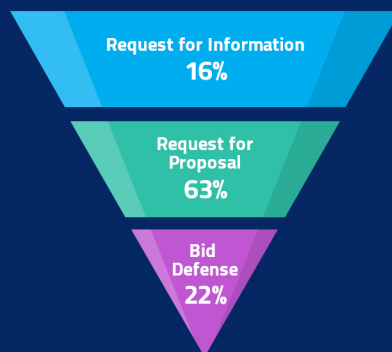 Request for Information
16%
Request for
Proposal
63%
Bid
Defense
22%